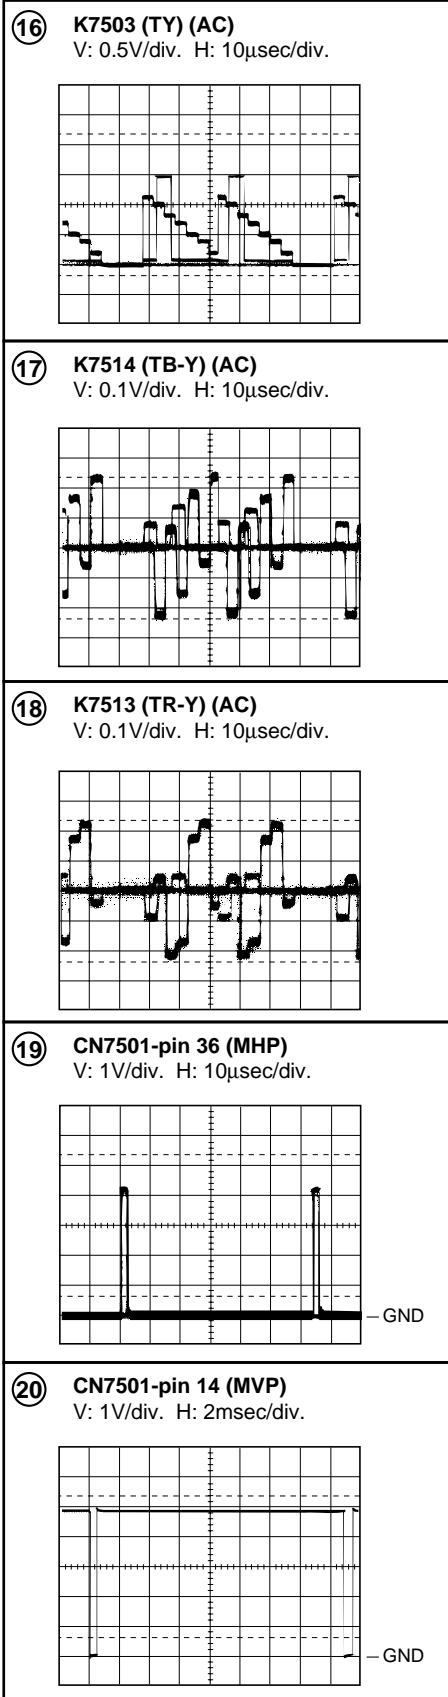 16 K7503 (TY) (AC)
V: 0.5V/div. H: 10μsec/div.
17 K7514 (TB-Y) (AC)
V: 0.1V/div. H: 10μsec/div.
18 K7513 (TR-Y) (AC)
V: 0.1V/div. H: 10μsec/div.
19 CN7501-pin 36 (MHP)
V: 1V/div. H: 10μsec/div.
GND
20 CN7501-pin 14 (MVP)
V: 1V/div. H: 2msec/div.
GND